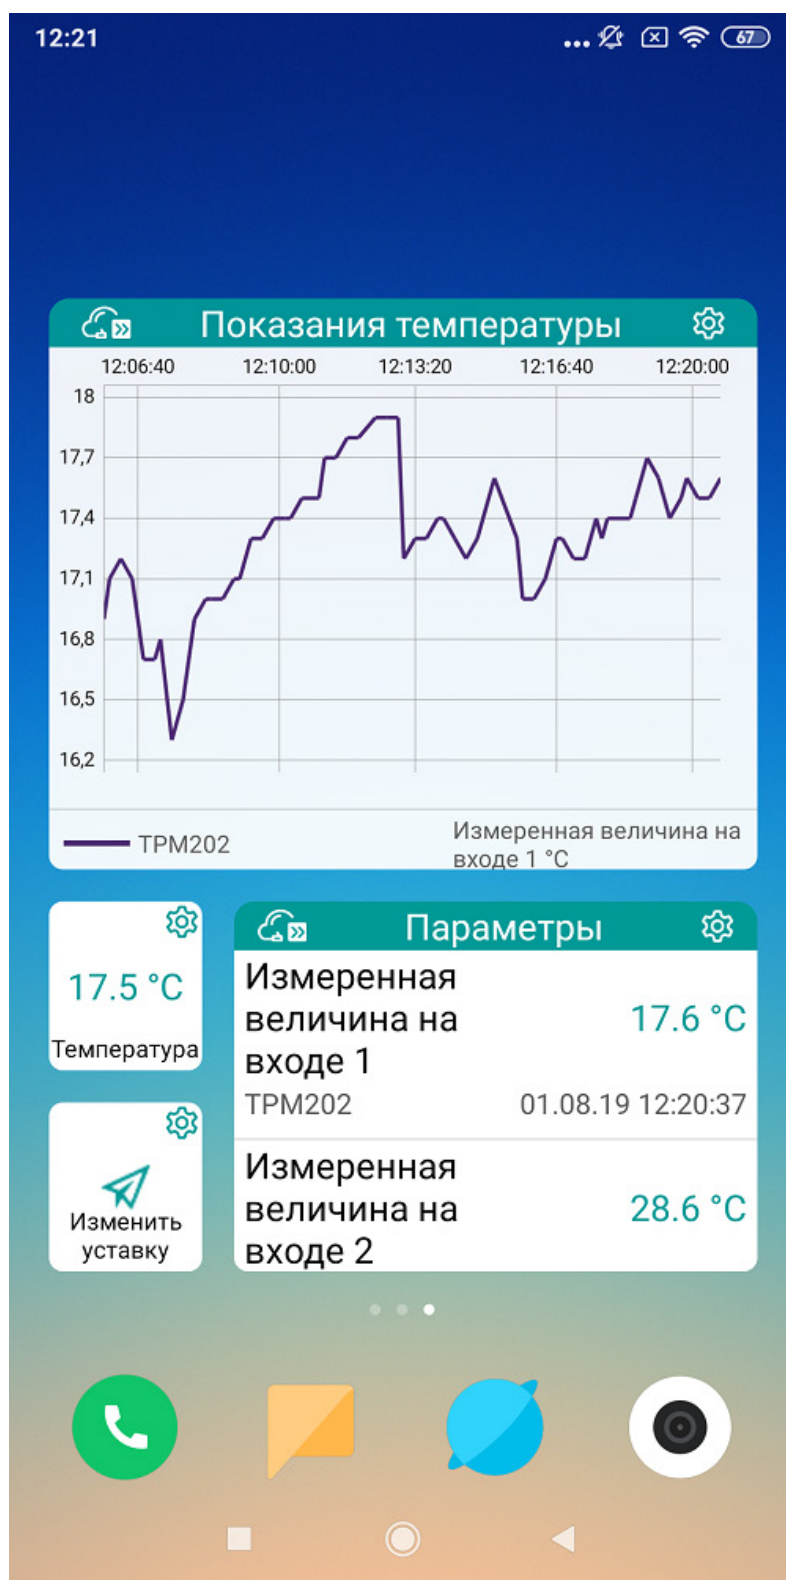 12:21
67
Показания температуры
12:06:40 12:10:00 12:13:20 12:16:40 12:20:00
18
17,7
17,4
17,1
16,8
16,5
16,2
ТРМ202
Измеренная величина на
входе 1 °C
17.5 °C
Температура
Изменить
уставку
Параметры
Измеренная
величина на
входе 1
17.6 °C
ТРМ202
01.08.19 12:20:37
Измеренная
величина на
входе 2
28.6 °C